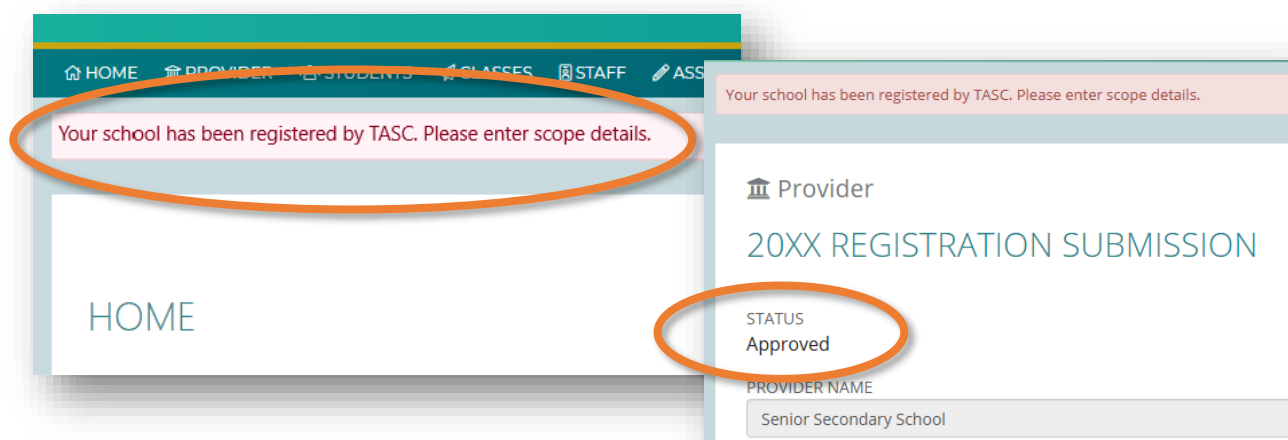 HOME PROVIDER STUDENTS CLASSES STAFF ASS
Your school has been registered by TASC. Please enter scope details.
HOME
Your school has been registered by TASC. Please enter scope details.
Provider
20XX REGISTRATION SUBMISSION
STATUS
Approved
PROVIDER NAME
Senior Secondary School